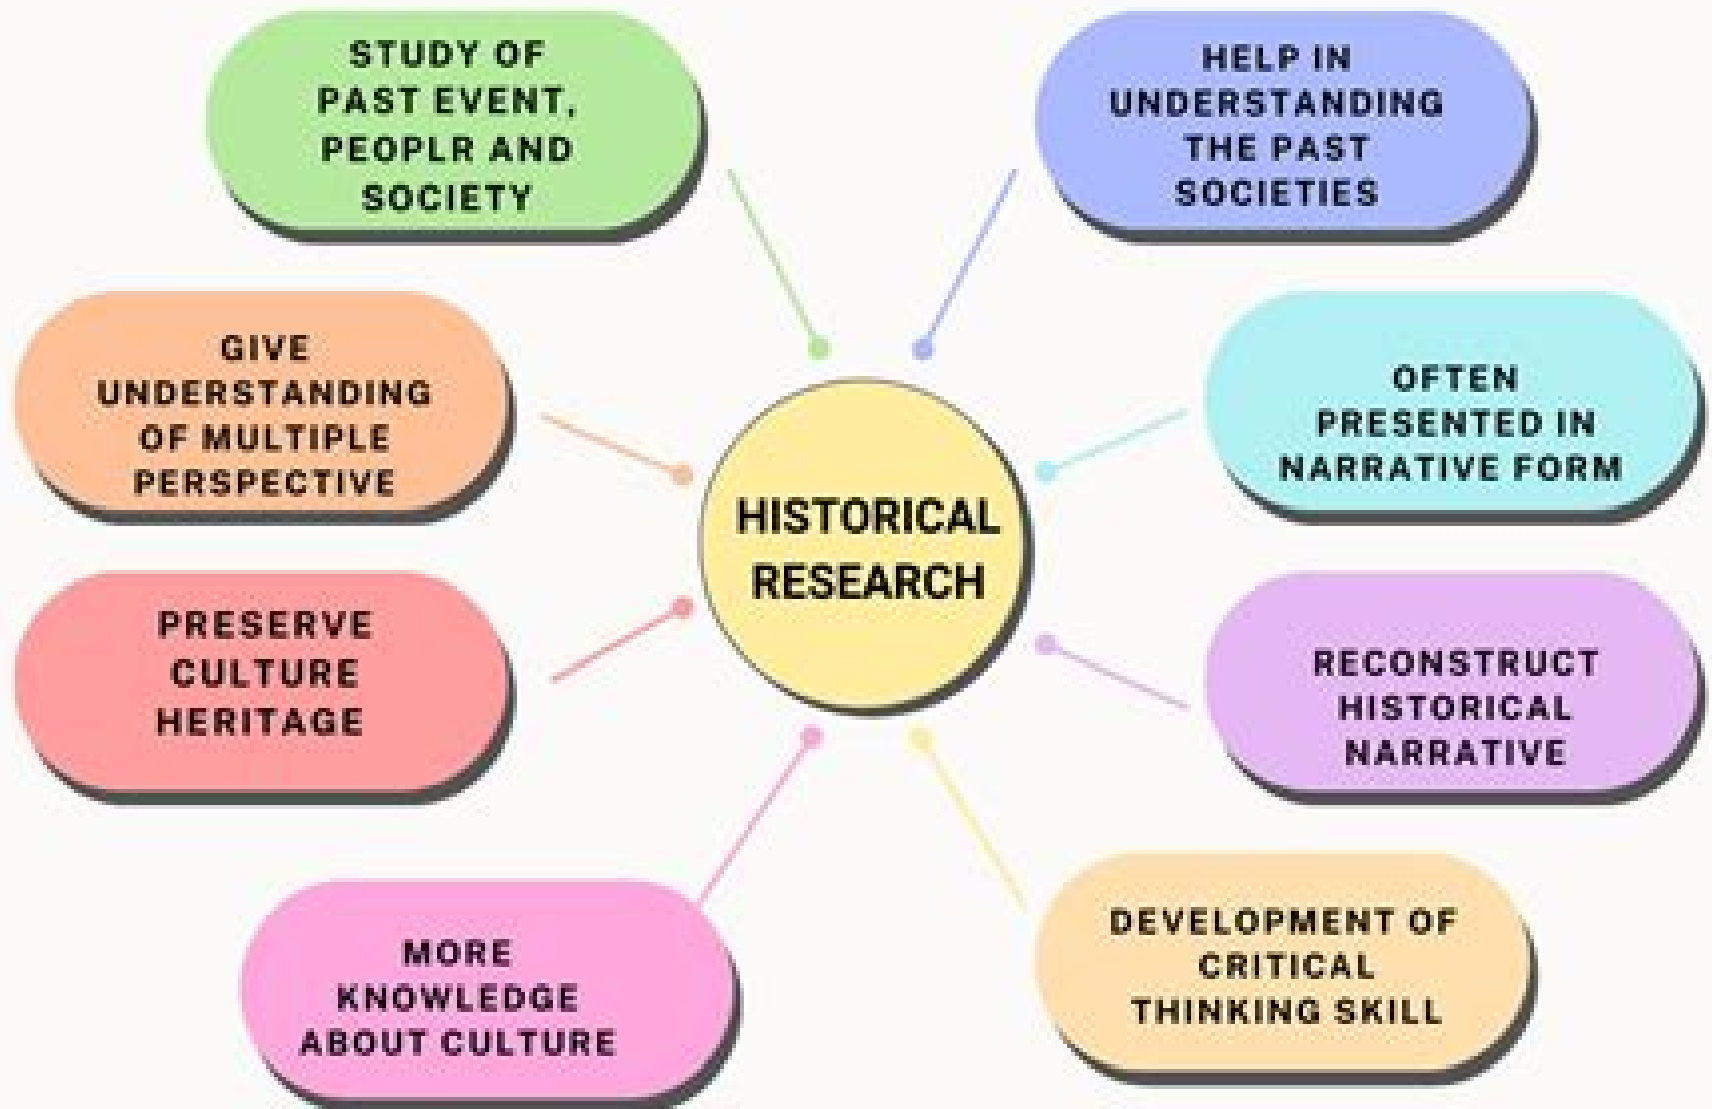 STUDY OF
PAST EVENT,
PEOPLR AND
SOCIETY
HELP IN
UNDERSTANDING
THE PAST
SOCIETIES
GIVE
UNDERSTANDING
OF MULTIPLE
PERSPECTIVE
OFTEN
PRESENTED IN
NARRATIVE FORM
HISTORICAL
RESEARCH
PRESERVE
CULTURE
HERITAGE
RECONSTRUCT
HISTORICAL
NARRATIVE
MORE
KNOWLEDGE
ABOUT CULTURE
DEVELOPMENT OF
CRITICAL
THINKING SKILL